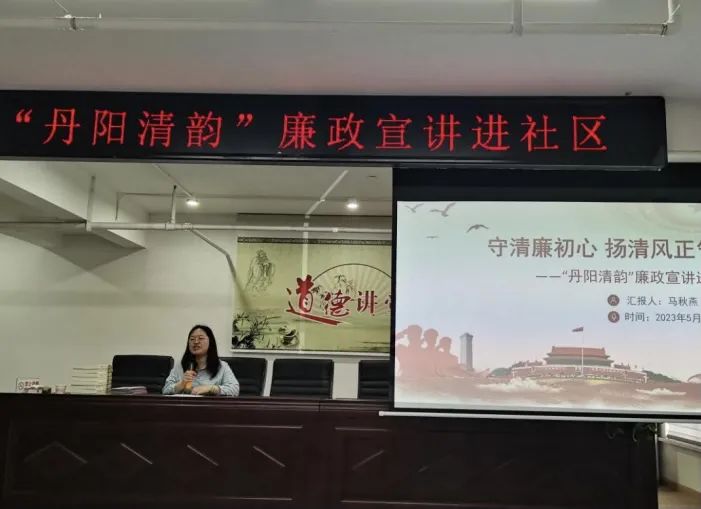 “丹阳清韵”廉政宣讲进社区
守清廉初心 扬清风正
——“丹阳清韵”廉政宣讲进
汇报人：马秋燕
时间：2023年5月
道德讲